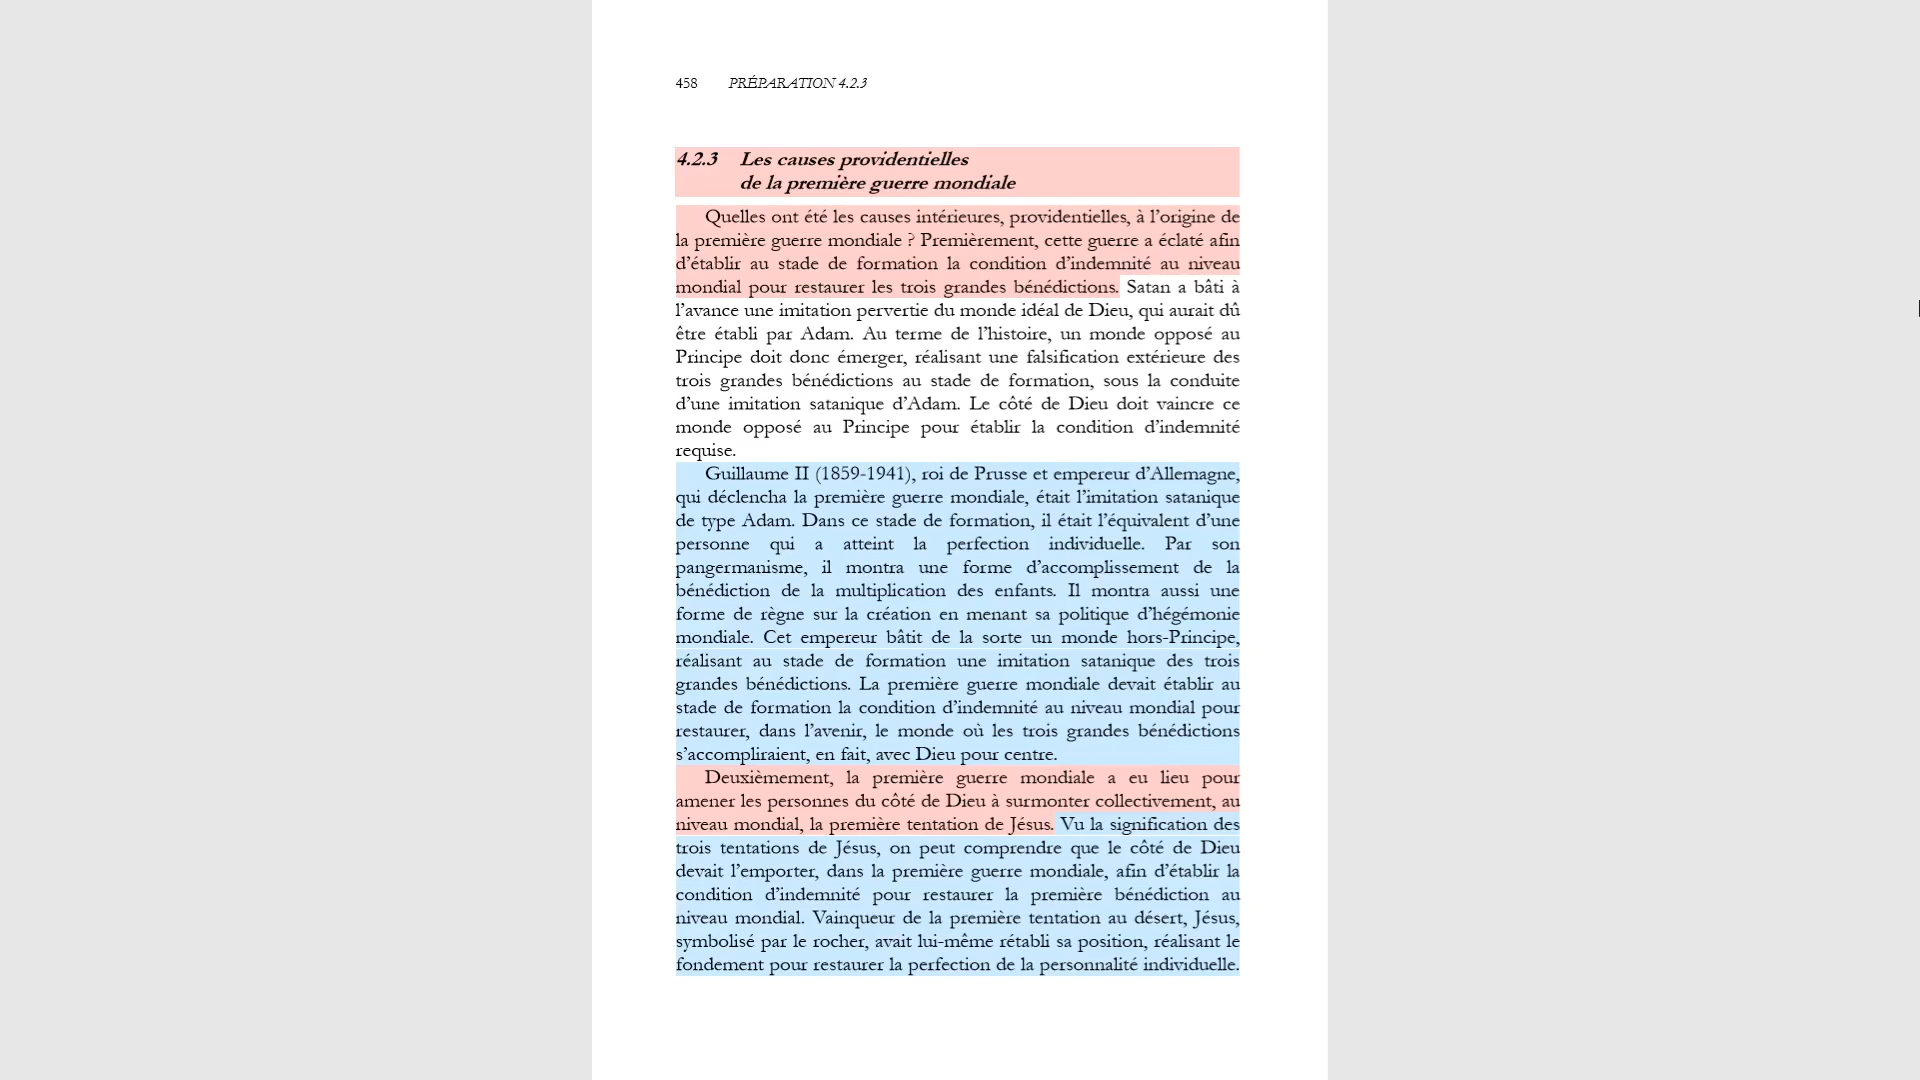 458 PRÉPARATION 4.2.3
4.2.3 Les causes providentielles
de la première guerre mondiale
Quelles ont été les causes intérieures, providentielles, à l’origine de
la première guerre mondiale ? Premièrement, cette guerre a éclaté afin
d’établir au stade de formation la condition d’indemnité au niveau
mondial pour restaurer les trois grandes bénédictions. Satan a bâti à
l’avance une imitation pervertie du monde idéal de Dieu, qui aurait dû
être établi par Adam. Au terme de l’histoire, un monde opposé au
Principe doit donc émerger, réalisant une falsification extérieure des
trois grandes bénédictions au stade de formation, sous la conduite
d’une imitation satanique d’Adam. Le côté de Dieu doit vaincre ce
monde opposé au Principe pour établir la condition d’indemnité
requise.
Guillaume II (1859-1941), roi de Prusse et empereur d’Allemagne,
qui déclencha la première guerre mondiale, était l’imitation satanique
de type Adam. Dans ce stade de formation, il était l’équivalent d’une
personne qui a atteint la perfection individuelle. Par son
pangermanisme, il montra une forme d’accomplissement de la
bénédiction de la multiplication des enfants. Il montra aussi une
forme de règne sur la création en menant sa politique d’hégémonie
mondiale. Cet empereur bâtit de la sorte un monde hors-Principe,
réalisant au stade de formation une imitation satanique des trois
grandes bénédictions. La première guerre mondiale devait établir au
stade de formation la condition d’indemnité au niveau mondial pour
restaurer, dans l’avenir, le monde où les trois grandes bénédictions
s’accompliraient, en fait, avec Dieu pour centre.
Deuxièmement, la première guerre mondiale a eu lieu pour
amener les personnes du côté de Dieu à surmonter collectivement, au
niveau mondial, la première tentation de Jésus. Vu la signification des
trois tentations de Jésus, on peut comprendre que le côté de Dieu
devait l’emporter, dans la première guerre mondiale, afin d’établir la
condition d’indemnité pour restaurer la première bénédiction au
niveau mondial. Vainqueur de la première tentation au désert, Jésus,
symbolisé par le rocher, avait lui-même rétabli sa position, réalisant le
fondement pour restaurer la perfection de la personnalité individuelle.